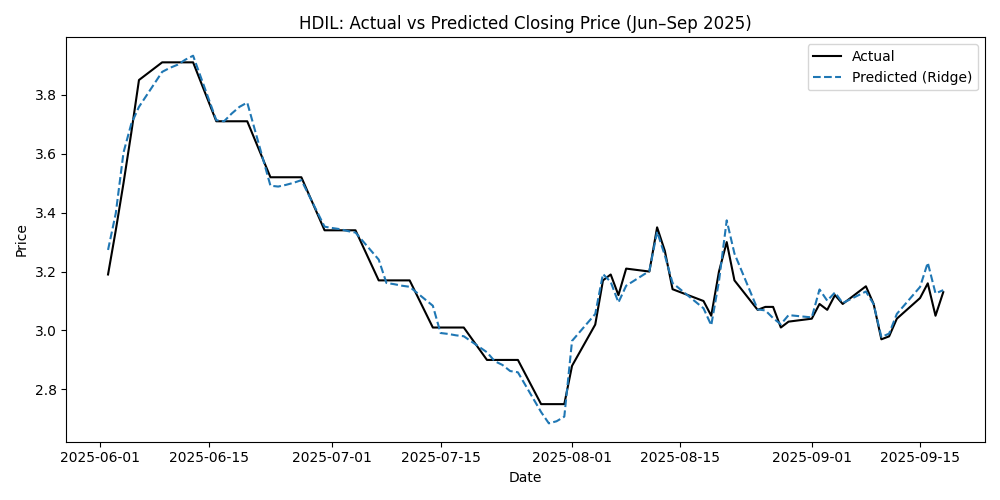 HDIL: Actual vs Predicted Closing Price (Jun–Sep 2025)
Actual
Predicted (Ridge)
Price
3.8
3.6
3.4
3.2
3.0
2.8
2025-06-01 2025-06-15 2025-07-01 2025-07-15 2025-08-01 2025-08-15 2025-09-01 2025-09-15
Date